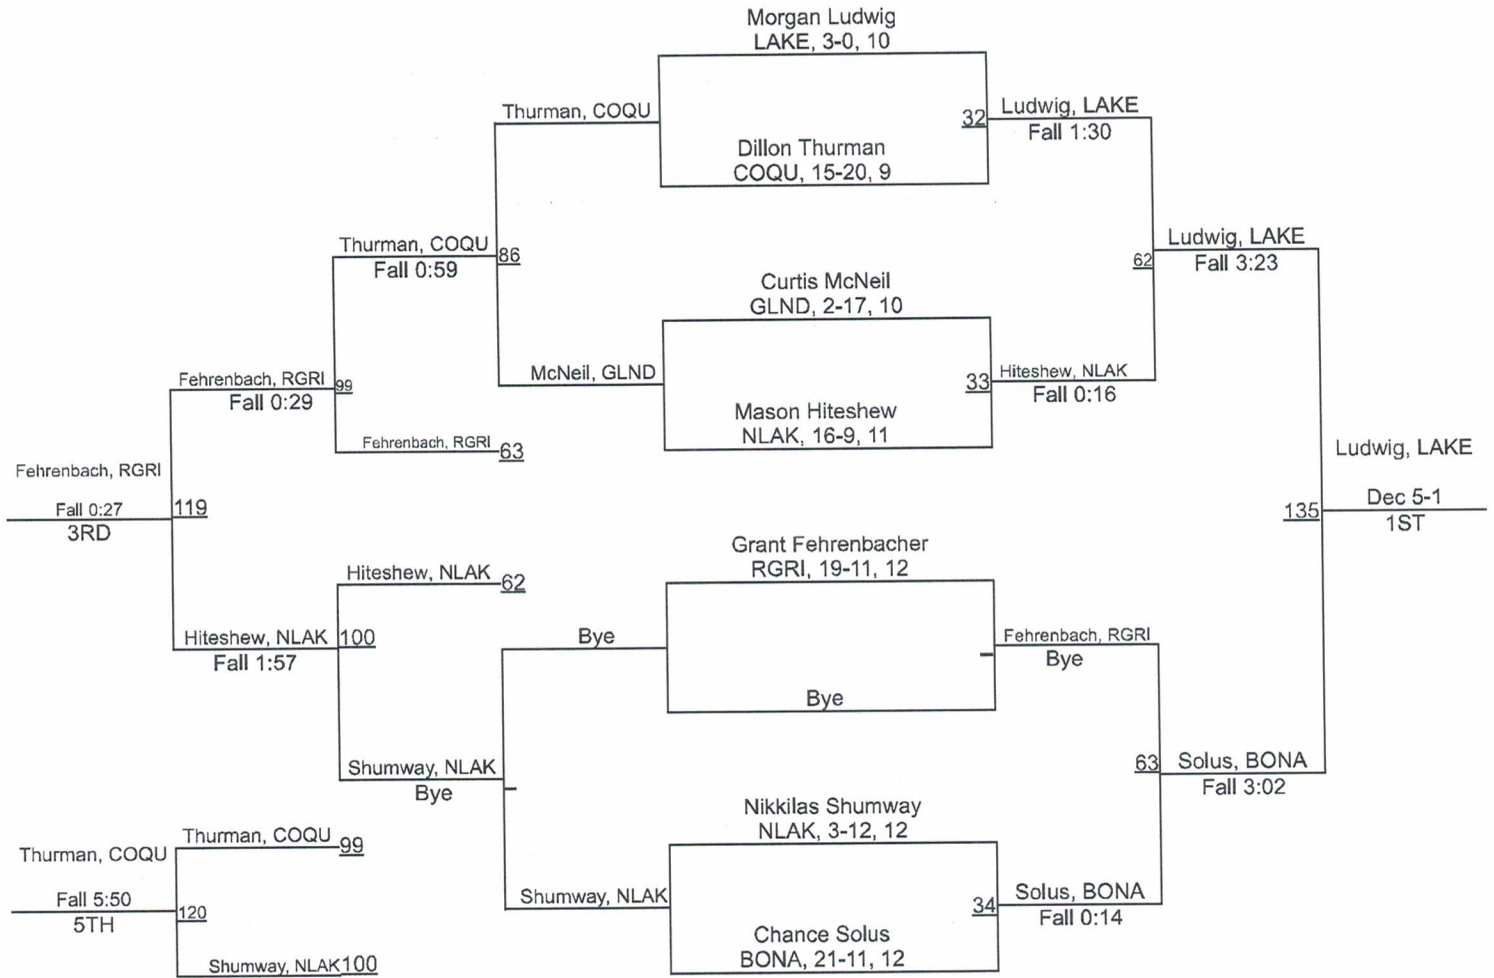 Morgan Ludwig
LAKE, 3-0, 10
Thurman, COQU
32
Ludwig, LAKE
Fall 1:30
Dillon Thurman
COQU, 15-20, 9
Thurman, COQU
Fall 0:59
86
Ludwig, LAKE
Fall 3:23
62
Curtis McNeil
GLND, 2-17, 10
McNeil, GLND
33
Hiteshew, NLAK
Fall 0:16
Fehrenbach, RGRI
Fall 0:29
99
Mason Hiteshew
NLAK, 16-9, 11
Fehrenbach, RGRI
63
Ludwig, LAKE
Fehrenbach, RGRI
Fall 0:27
3RD
119
135
Dec 5-1
1ST
Grant Fehrenbacher
RGRI, 19-11, 12
Hiteshew, NLAK
62
Hiteshew, NLAK
Fall 1:57
100
Bye
Fehrenbach, RGRI
Bye
Bye
Shumway, NLAK
Bye
63
Solus, BONA
Fall 3:02
Nikkilas Shumway
NLAK, 3-12, 12
Thurman, COQU
99
Thurman, COQU
Fall 5:50
5TH
120
Shumway, NLAK
34
Solus, BONA
Fall 0:14
Chance Solus
BONA, 21-11, 12
Shumway, NLAK
100